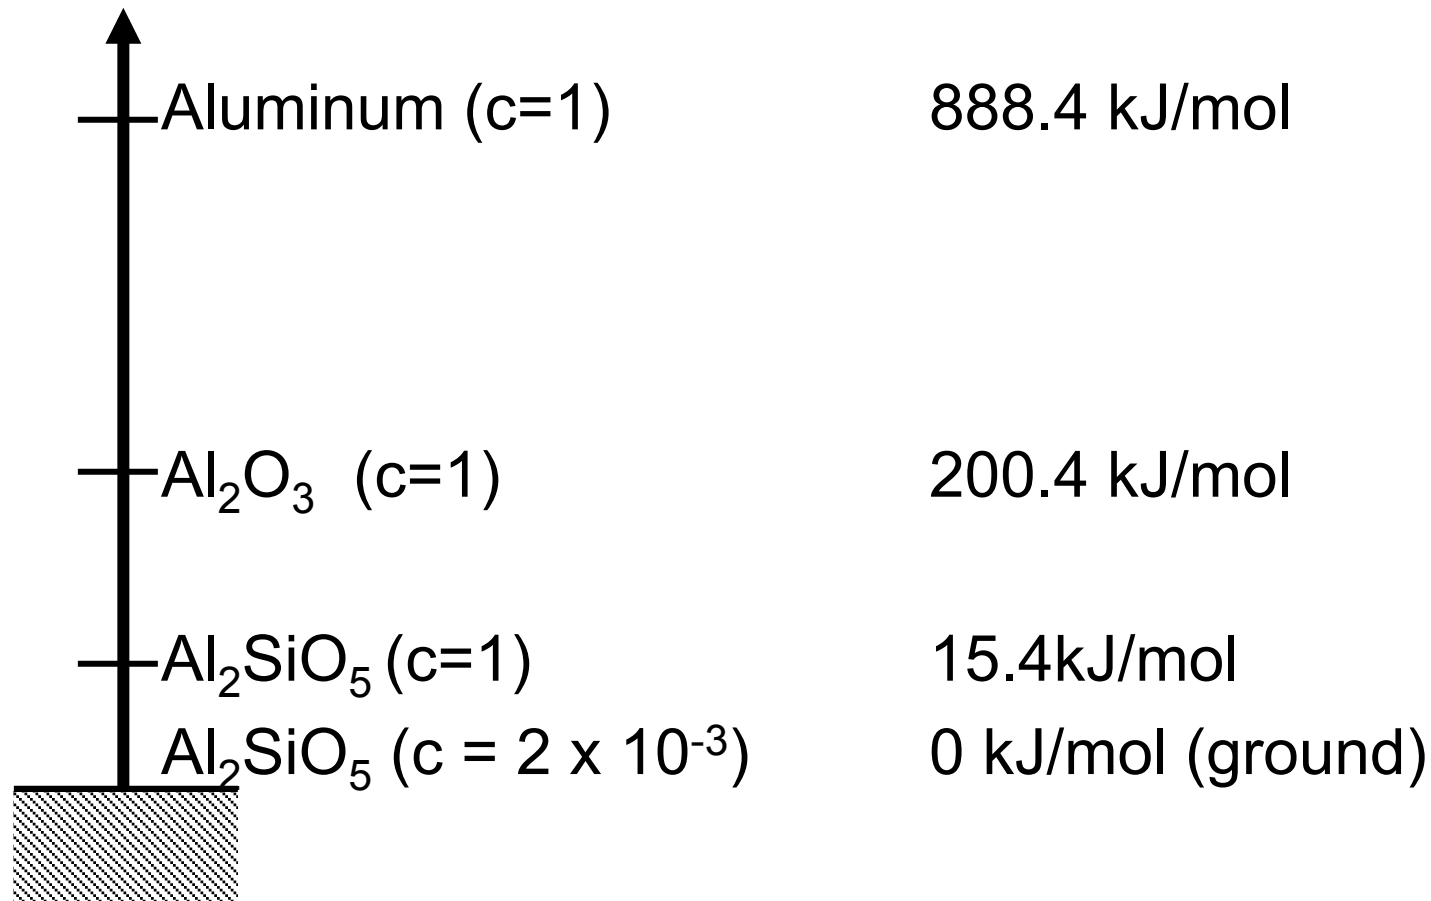 Aluminum (c=1) 888.4 kJ/mol
Al₂O₃ (c=1) 200.4 kJ/mol
Al₂SiO₅ (c=1) 15.4kJ/mol
Al₂SiO₅ (c = 2 x 10⁻³) 0 kJ/mol (ground)